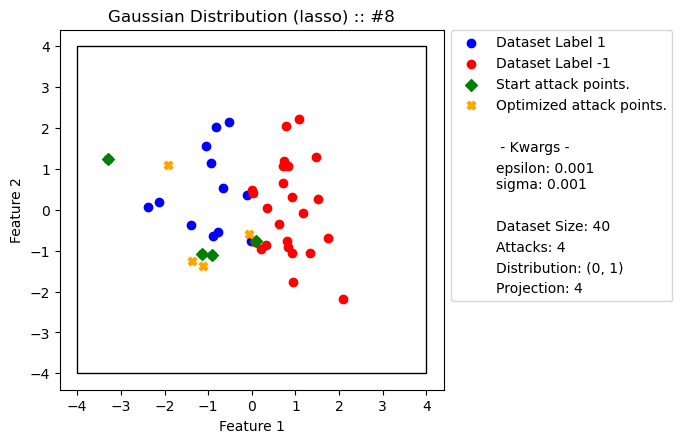 Gaussian Distribution (lasso) :: #8
Dataset Label 1
Dataset Label -1
Start attack points.
Optimized attack points.
- Kwargs -
epsilon: 0.001
sigma: 0.001
Dataset Size: 40
Attacks: 4
Distribution: (0, 1)
Projection: 4
Feature 2
4
3
2
1
0
−1
−2
−3
−4
−4 −3 −2 −1 0 1 2 3 4
Feature 1